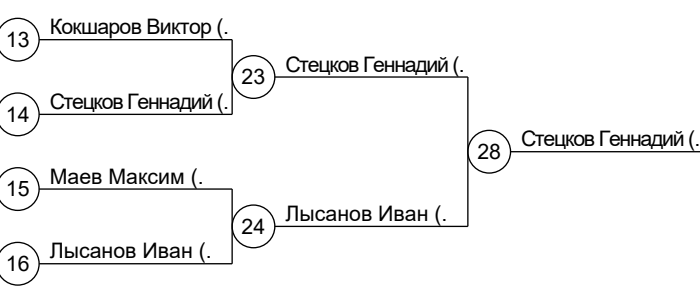 13
Кокшаров Виктор (.
14
Стецков Геннадий (.
23
Стецков Геннадий (.
15
Маев Максим (.
16
Лысанов Иван (.
24
Лысанов Иван (.
28
Стецков Геннадий (.